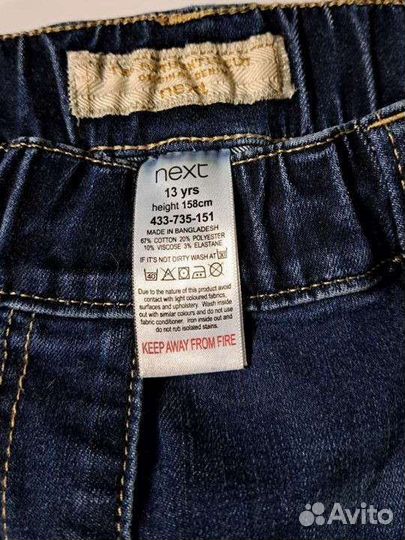 next
next
13 yrs
height 158cm
433-735-151
MADE IN BANGLADESH
67% COTTON 20% POLYESTER
10% VISCOSE 3% ELASTANE
IF IT'S NOT DIRTY WASH AT
Due to the nature of this product avoid
contact with light coloured fabrics,
surfaces and upholstery. Wash inside
out with similar colours and do not use
fabric conditioner. Iron inside out and
do not rub isolated stains.
KEEP AWAY FROM FIRE
Avito